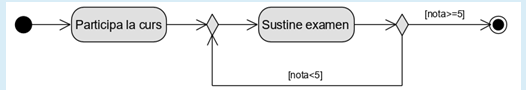 Participa la curs
Sustine examen
[nota>=5]
[nota<5]